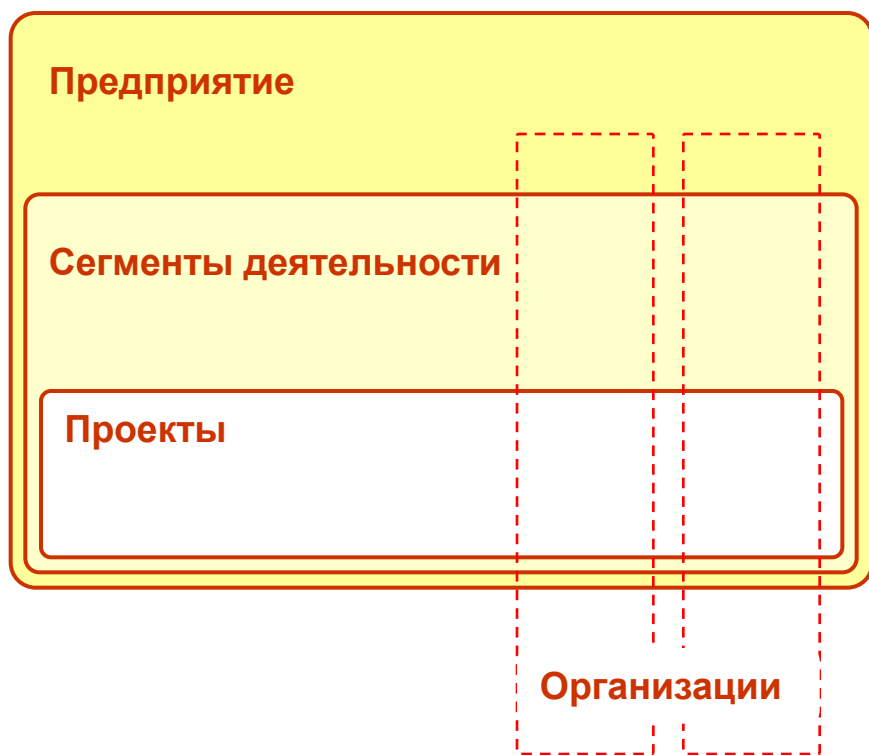 Предприятие
Сегменты деятельности
Проекты
Организации